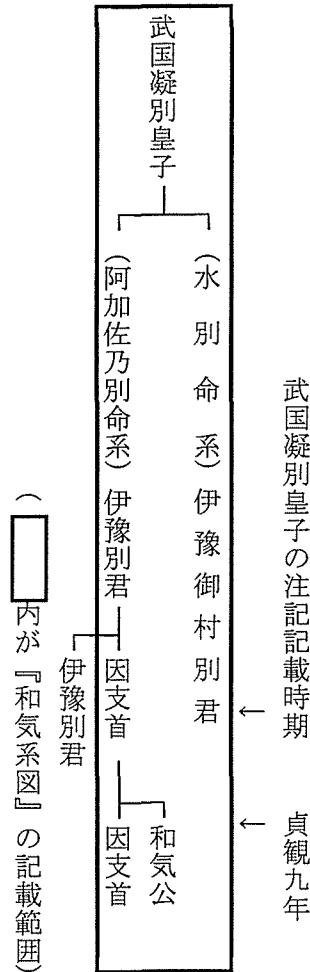 武国凝別皇子の注記記載時期
貞観九年
↓
↓
武国凝別皇子
(水別命系)伊豫御村別君
和気公
(阿加佐乃別命系)伊豫別君
因支首
因支首
伊豫別君
( 内が『和気系図』の記載範囲)